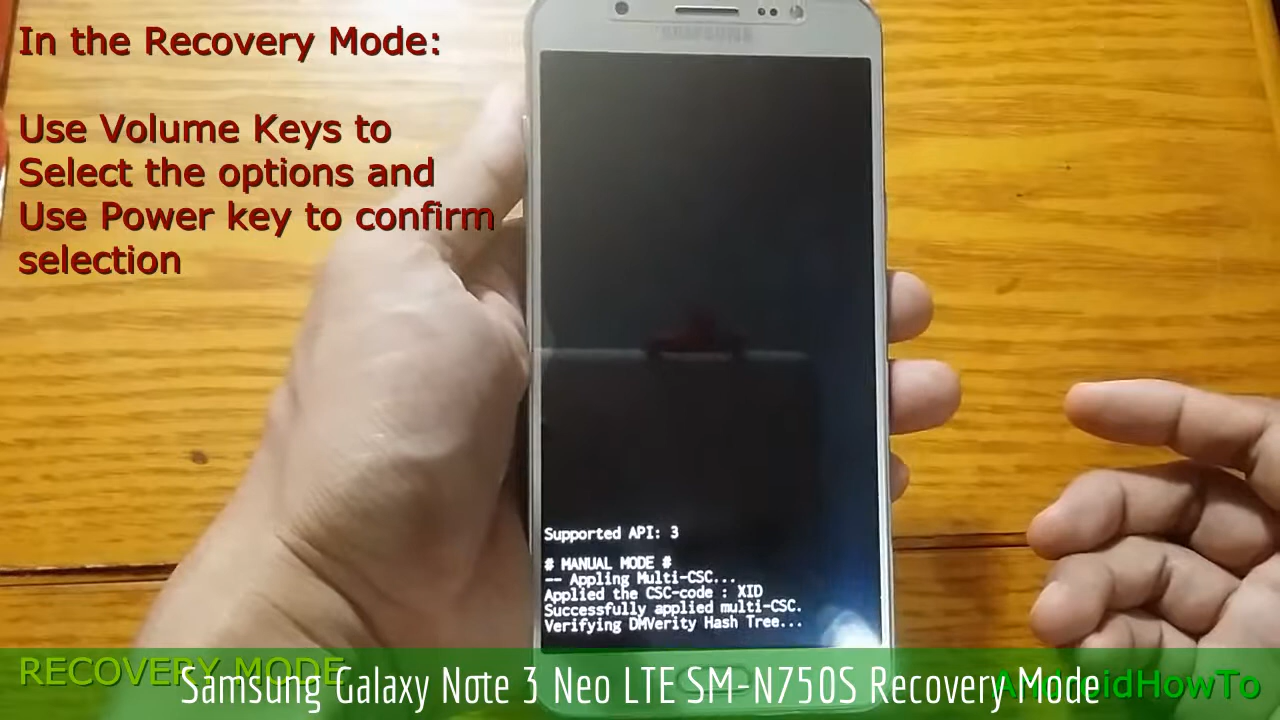 In the Recovery Mode:
Use Volume Keys to
Select the options and
Use Power key to confirm
selection
SAMSUNG
Supported API: 3
# MANUAL MODE #
-- Appling Multi-CSC...
Applied the CSC-code : XID
Successfully applied multi-CSC.
Verifying DMVerity Hash Tree...
RECOVERY MODE
Samsung Galaxy Note 3 Neo LTE SM-N750S Recovery Mode
AndroidHowTo